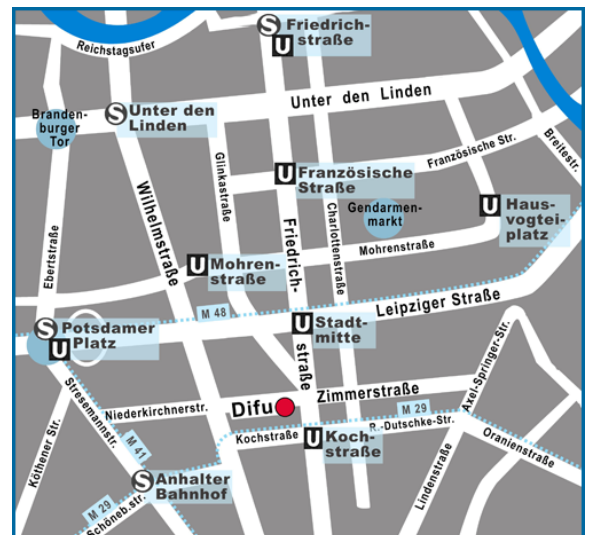 S Friedrich-
U straße
Reichstagsufer
Unter den Linden
Branden-
burger
Tor
S Unter den
Linden
Breitestr.
Französische Str.
Glinkastraße
U Französische
Straße
Wilhelmstraße
Friedrich-
straße
Charlottenstraße
Gendarmen-
markt
U Haus-
vogtei-
platz
Ebertstraße
Mohrenstraße
U Mohren-
straße
M 48
Leipziger Straße
S Potsdamer
U Platz
U Stadt-
mitte
Axel-Springer-Str.
Stresemannstr.
Zimmerstraße
Niederkirchnerstr.
Difu
M 29
R.-Dutschke-Str.
Kochstraße
U Koch-
straße
Oranienstraße
M 41
Köthener Str.
S Anhalter
Bahnhof
Lindenstraße
M 29
Schöneb.str.